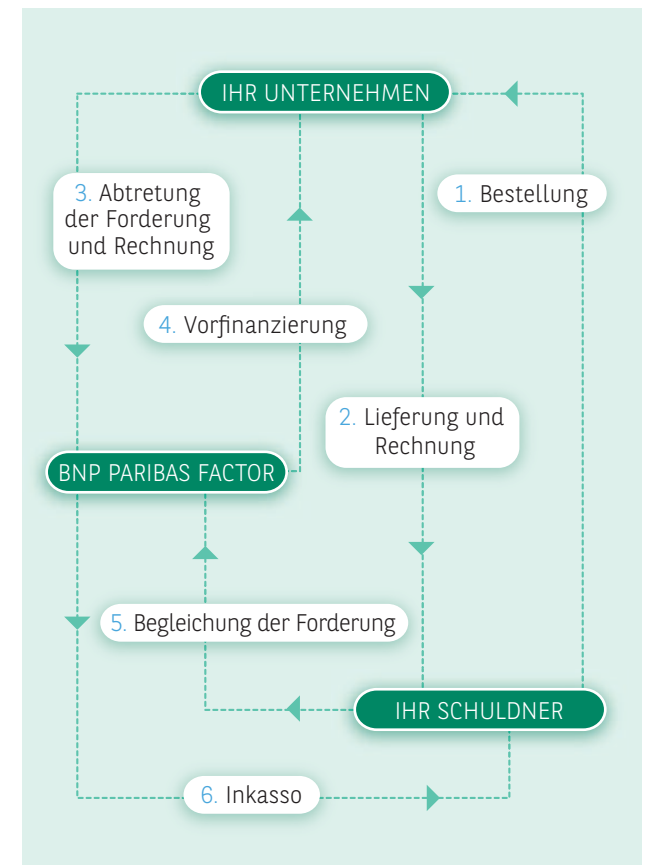 IHR UNTERNEHMEN
3. Abtretung
der Forderung
und Rechnung
1. Bestellung
4. Vorfinanzierung
2. Lieferung und
Rechnung
BNP PARIBAS FACTOR
5. Begleichung der Forderung
IHR SCHULDNER
6. Inkasso